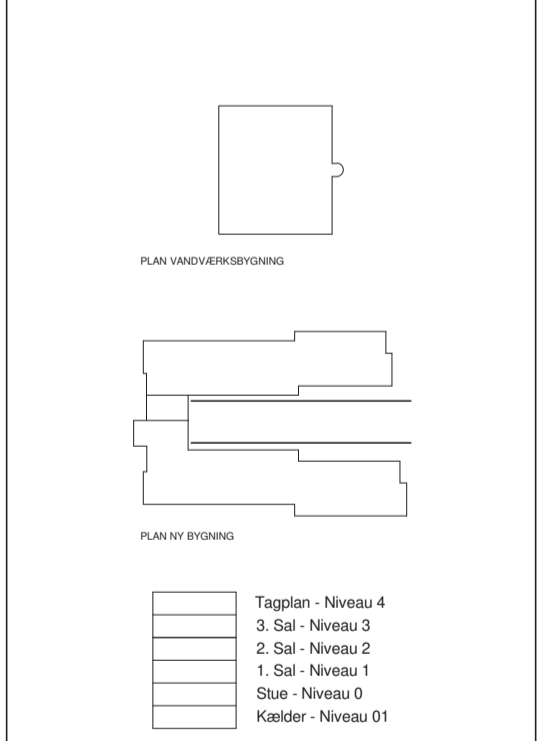 PLAN VANDVÆRKSBYGNING
PLAN NY BYGNING
Tagplan - Niveau 4
3. Sal - Niveau 3
2. Sal - Niveau 2
1. Sal - Niveau 1
Stue - Niveau 0
Kælder - Niveau 01